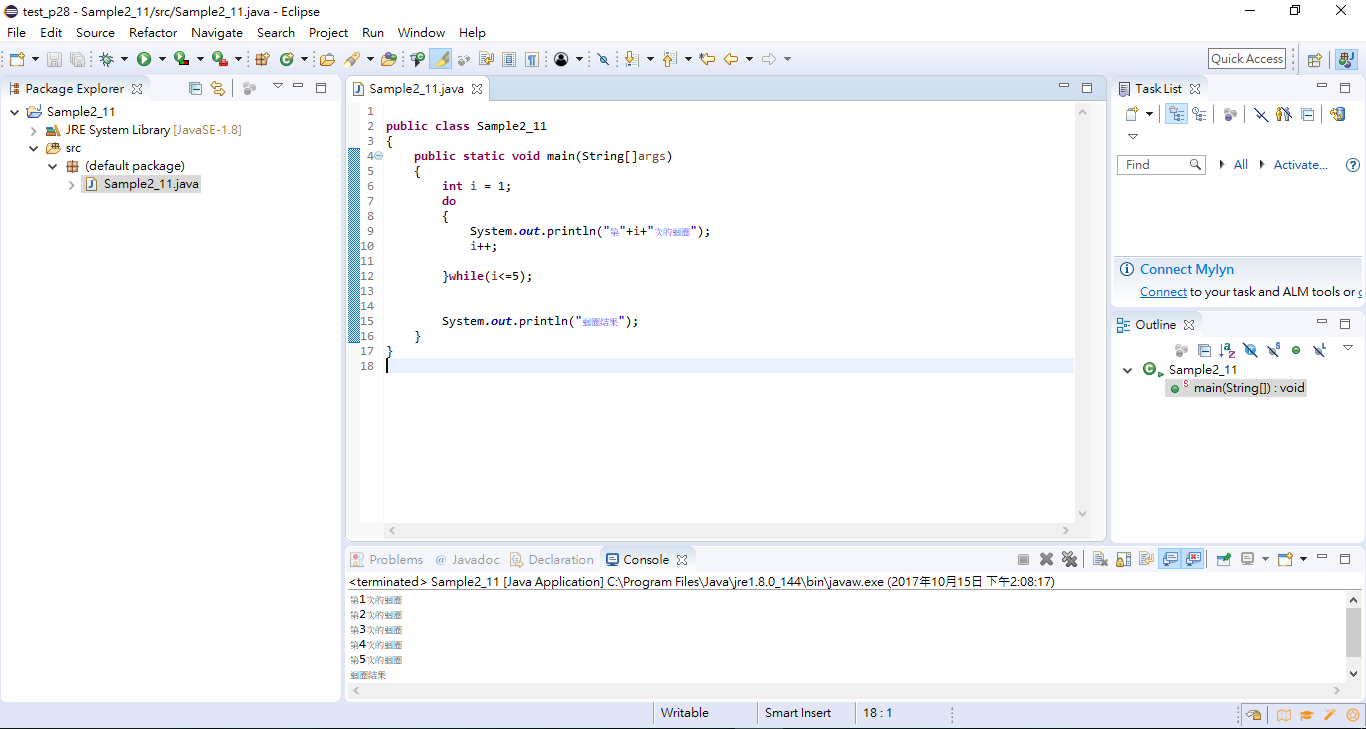 test_p28 - Sample2_11/src/Sample2_11.java - Eclipse
File Edit Source Refactor Navigate Search Project Run Window Help
Quick Access
Package Explorer
Sample2_11
JRE System Library [JavaSE-1.8]
src
(default package)
Sample2_11.java
Sample2_11.java
1
2 public class Sample2_11
3 {
4 public static void main(String[]args)
5 {
6 int i = 1;
7 do
8 {
9 System.out.println("第"+i+"次的迴圈");
10 i++;
11
12 }while(i<=5);
13
14
15 System.out.println("迴圈結果");
16 }
17 }
18
Task List
Find All Activate...
Connect Mylyn
Connect to your task and ALM tools or c
Outline
Sample2_11
main(String[]) : void
Problems @ Javadoc Declaration Console
<terminated> Sample2_11 [Java Application] C:\Program Files\Java\jre1.8.0_144\bin\javaw.exe (2017年10月15日 下午2:08:17)
第1次的迴圈
第2次的迴圈
第3次的迴圈
第4次的迴圈
第5次的迴圈
迴圈結果
Writable Smart Insert 18 : 1